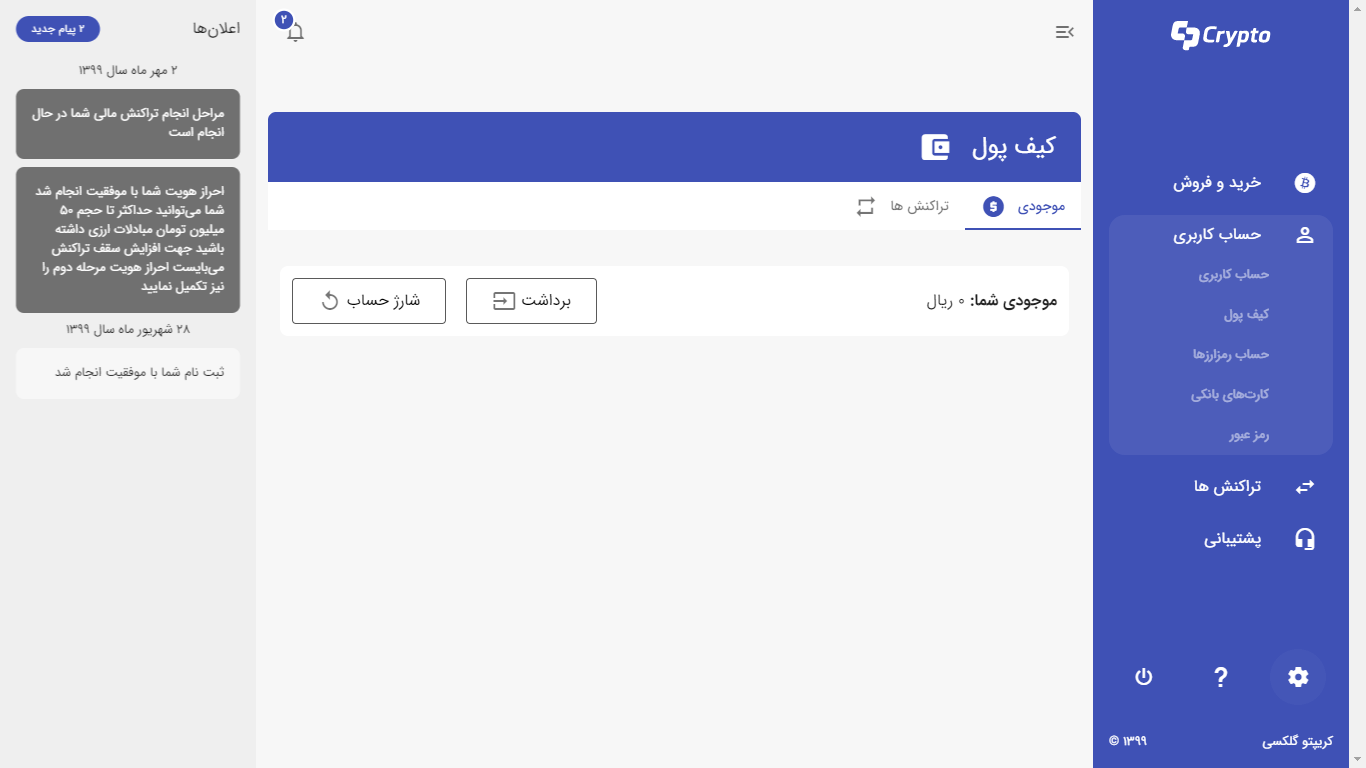 Crypto
خرید و فروش
حساب کاربری
حساب کاربری
کیف پول
حساب رمزارزها
کارت‌های بانکی
رمز عبور
تراکنش ها
پشتیبانی
?
کریپتو گلکسی
© ۱۳۹۹
۲
کیف پول
موجودی
تراکنش ها
موجودی شما: ۰ ریال
برداشت
شارژ حساب
اعلان‌ها
۲ پیام جدید
۲ مهر ماه سال ۱۳۹۹
مراحل انجام تراکنش مالی شما در حال
انجام است
احراز هویت شما با موفقیت انجام شد
شما می‌توانید حداکثر تا حجم ۵۰
میلیون تومان مبادلات ارزی داشته
باشید جهت افزایش سقف تراکنش
می‌بایست احراز هویت مرحله دوم را
نیز تکمیل نمایید
۲۸ شهریور ماه سال ۱۳۹۹
ثبت نام شما با موفقیت انجام شد